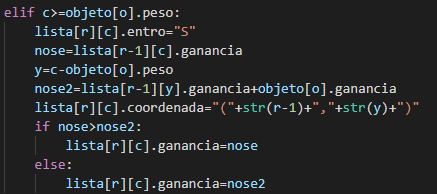 elif c>=objeto[o].peso:
    lista[r][c].entro="S"
    nose=lista[r-1][c].ganancia
    y=c-objeto[o].peso
    nose2=lista[r-1][y].ganancia+objeto[o].ganancia
    lista[r][c].coordenada="("+str(r-1)+","+str(y)+")"
    if nose>nose2:
        lista[r][c].ganancia=nose
    else:
        lista[r][c].ganancia=nose2